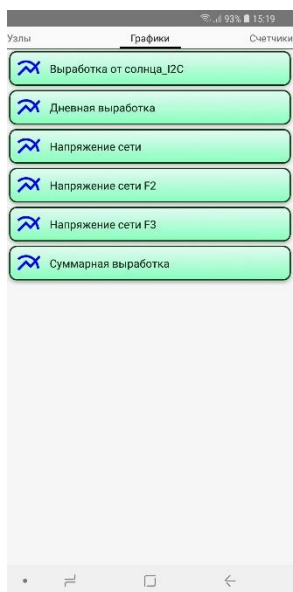 93% 15:19
Узлы Графики Счетчики
Выработка от солнца_I2C
Дневная выработка
Напряжение сети
Напряжение сети F2
Напряжение сети F3
Суммарная выработка